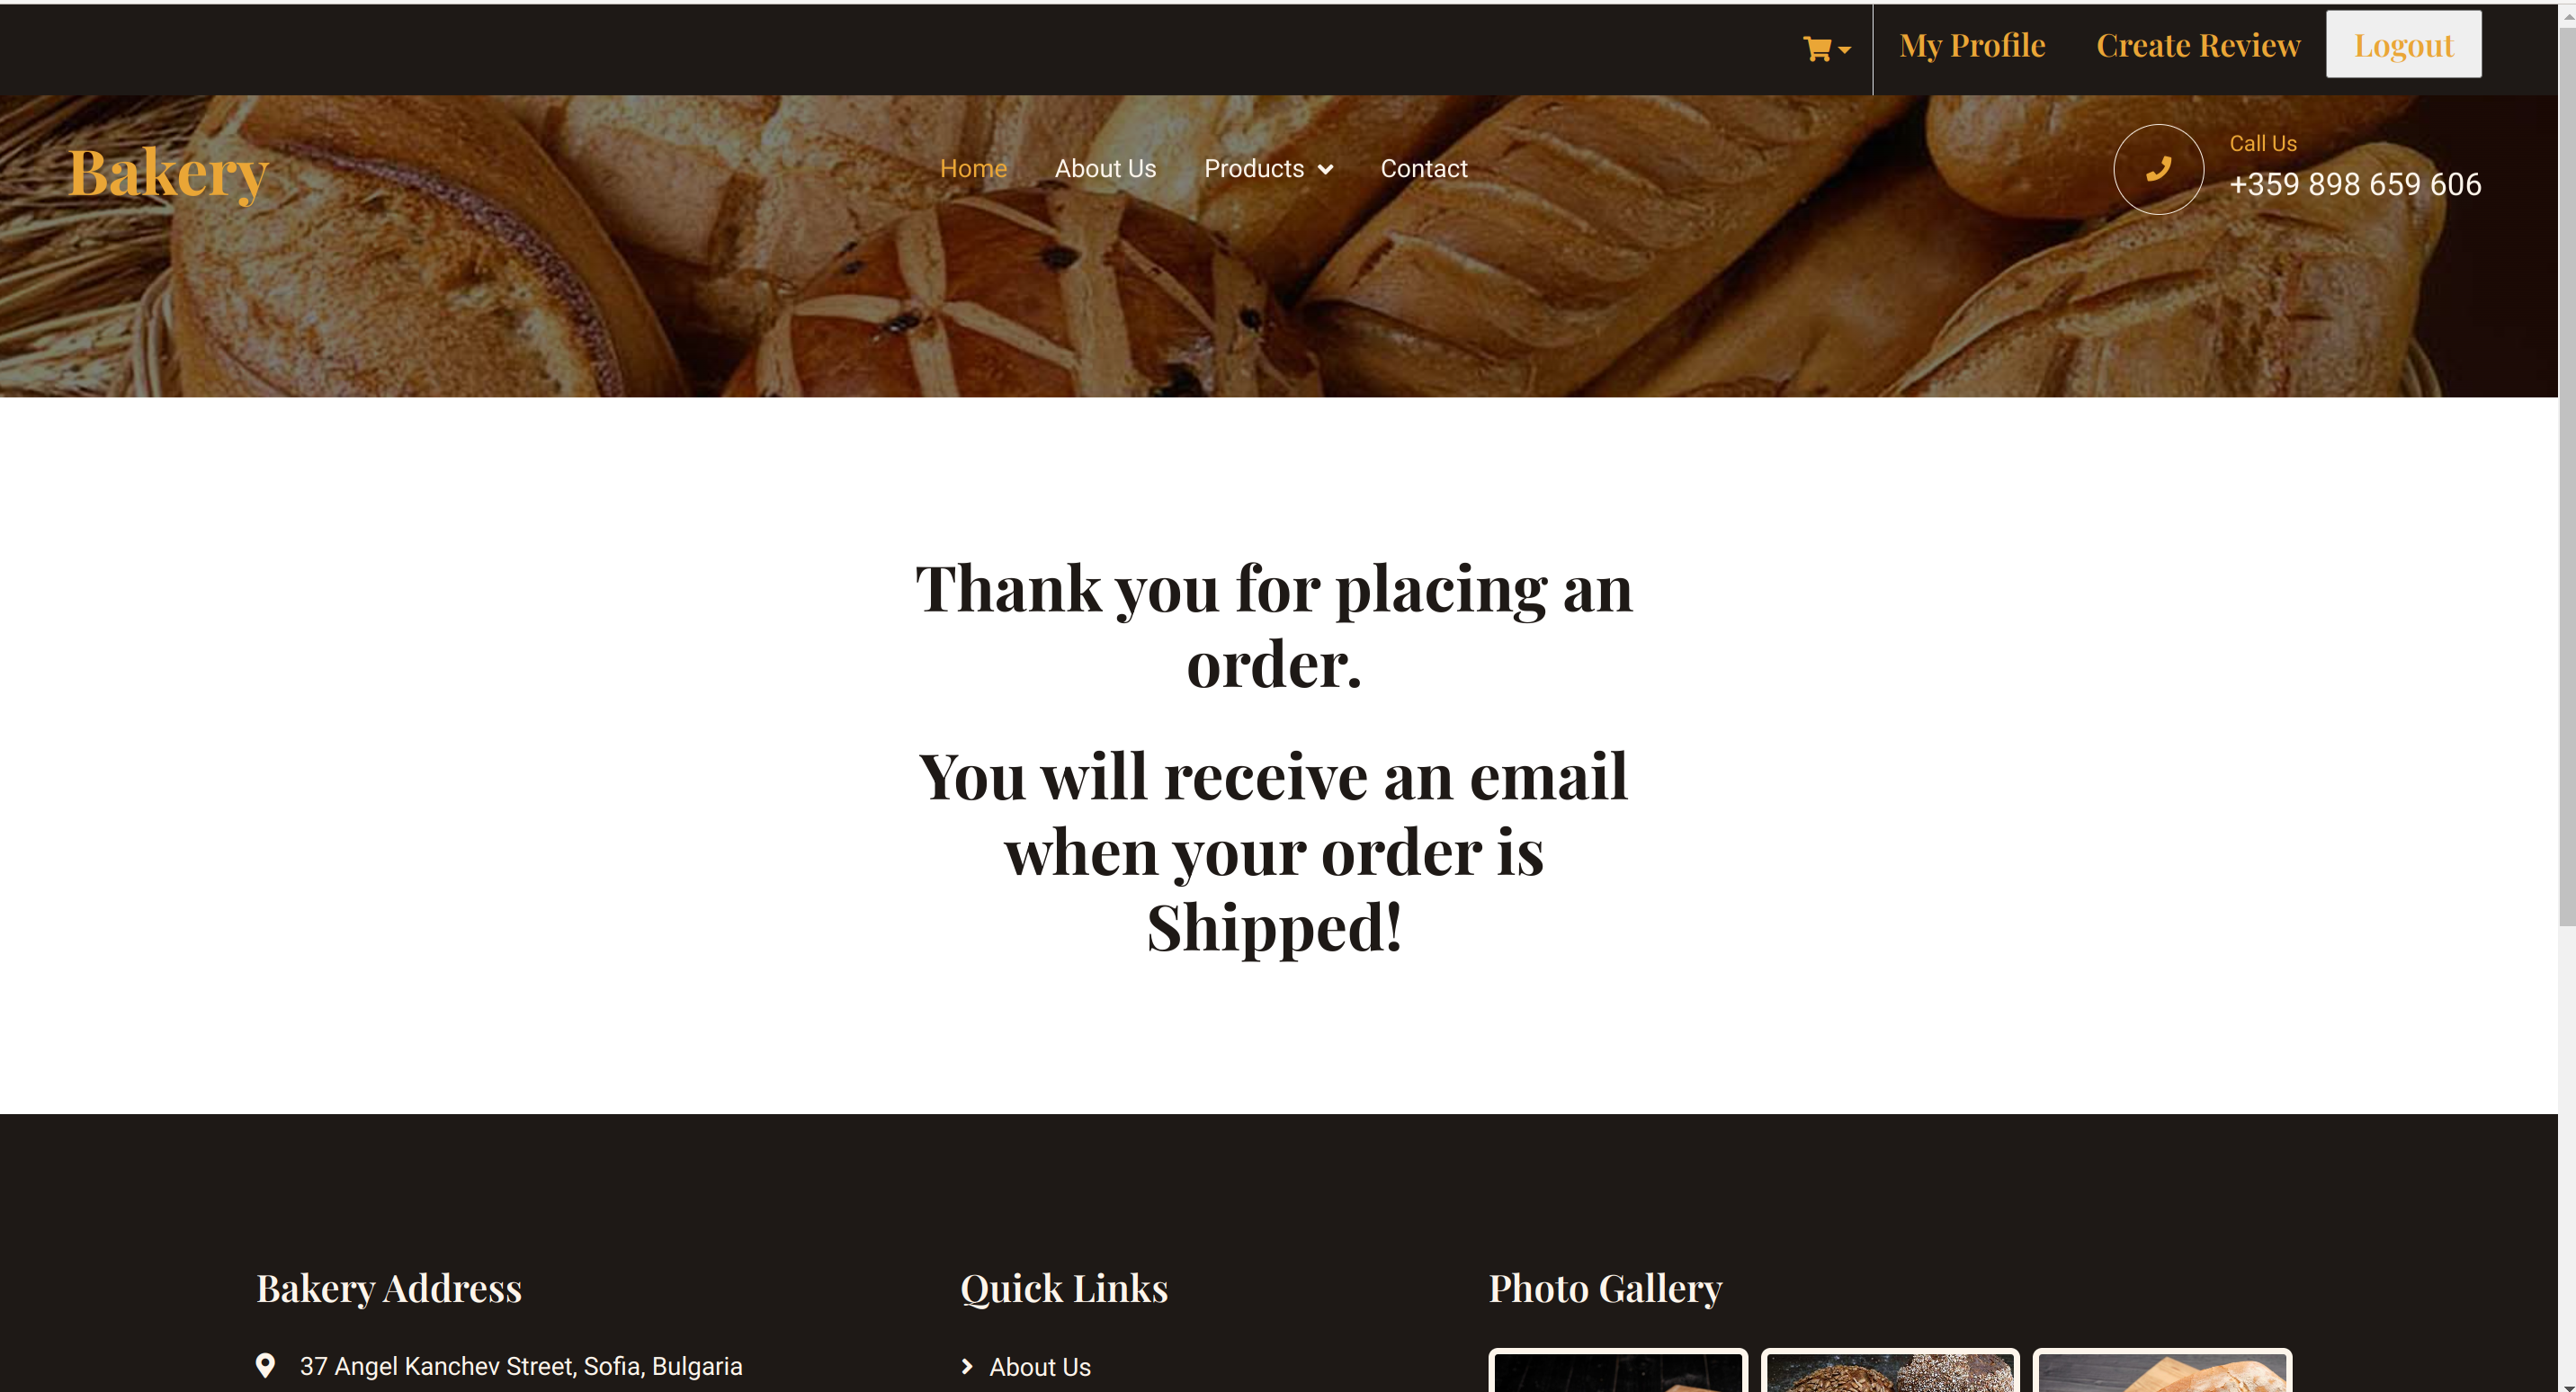 My Profile Create Review Logout
Bakery Home About Us Products Contact
Call Us
+359 898 659 606
Thank you for placing an
order.
You will receive an email
when your order is
Shipped!
Bakery Address
37 Angel Kanchev Street, Sofia, Bulgaria
Quick Links
About Us
Photo Gallery